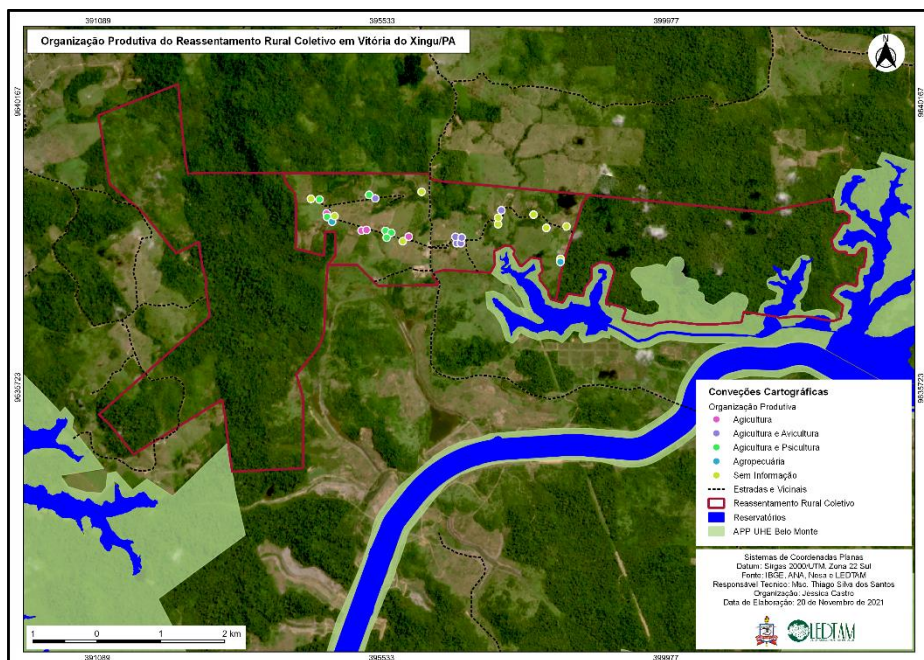 391089 395533 399977
Organização Produtiva do Reassentamento Rural Coletivo em Vitória do Xingu/PA
N
9640167 9640167
9635723 9635723
Conveções Cartográficas
Organização Produtiva
Agicultura
Agicultura e Avicultura
Agicultura e Psicultura
Agropecuária
Sem Informação
Estradas e Vicinais
Reassentamento Rural Coletivo
Reservatórios
APP UHE Belo Monte
Sistemas de Coordenadas Planas
Datum: Sirgas 2000/UTM, Zona 22 Sul
Fonte: IBGE, ANA, Nesa e LEDTAM
Responsável Tecnico: Msc. Thiago Silva dos Santos
Organização: Jéssica Castro
Data de Elaboração: 20 de Novembro de 2021
LEDTAM
1 0 1 2 km
391089 395533 399977